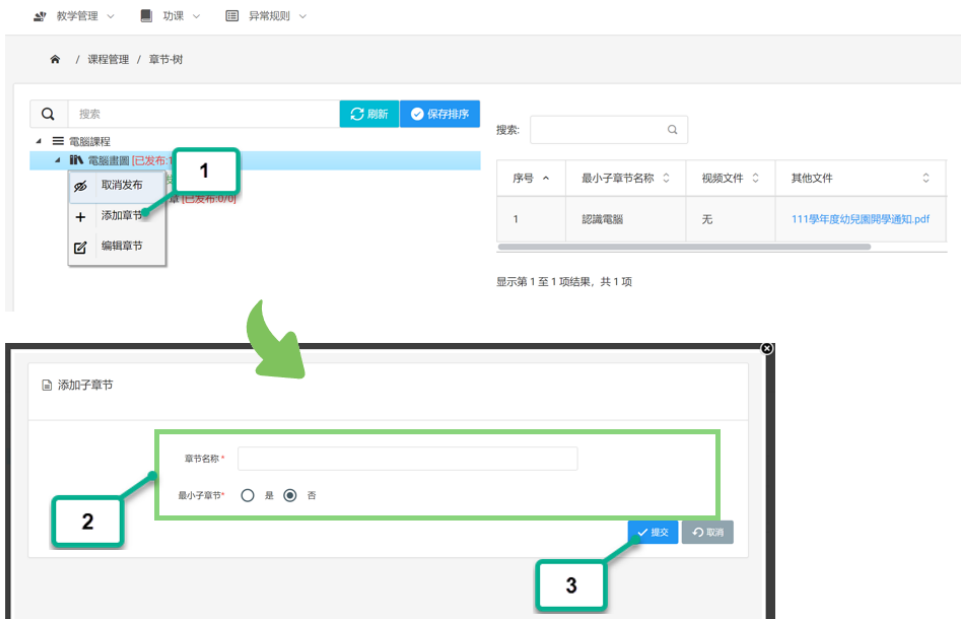 教学管理 功课 异常规则
/ 课程管理 / 章节-树
搜索 刷新 保存排序
電腦課程
電腦畫圖 [已发布:1
取消发布
章 [已发布:0/0]
添加章节
编辑章节
1
搜索:
序号 最小子章节名称 视频文件 其他文件
1 認識電腦 无 111學年度幼兒園開學通知.pdf
显示第 1 至 1 项结果，共 1 项
添加子章节
章节名称 *
最小子章节* 是 否
2
提交 取消
3